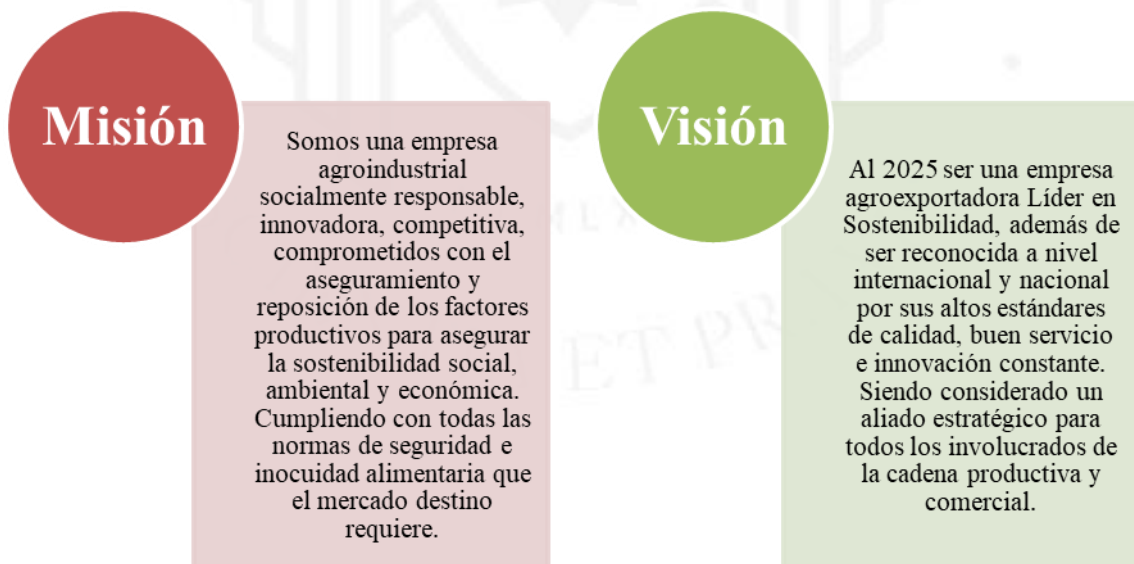 Misión
Somos una empresa
agroindustrial
socialmente responsable,
innovadora, competitiva,
comprometidos con el
aseguramiento y
reposición de los factores
productivos para asegurar
la sostenibilidad social,
ambiental y económica.
Cumpliendo con todas las
normas de seguridad e
inocuidad alimentaria que
el mercado destino
requiere.
Visión
Al 2025 ser una empresa
agroexportadora Líder en
Sostenibilidad, además de
ser reconocida a nivel
internacional y nacional
por sus altos estándares
de calidad, buen servicio
e innovación constante.
Siendo considerado un
aliado estratégico para
todos los involucrados de
la cadena productiva y
comercial.